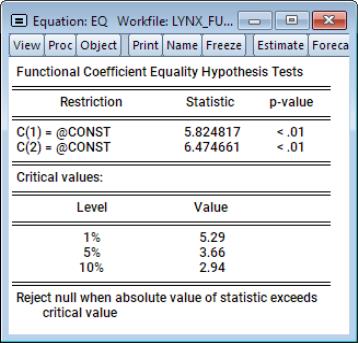 Equation: EQ Workfile: LYNX_FU...
View Proc Object Print Name Freeze Estimate Foreca
Functional Coefficient Equality Hypothesis Tests
Restriction Statistic p-value
C(1) = @CONST 5.824817 < .01
C(2) = @CONST 6.474661 < .01
Critical values:
Level Value
1% 5.29
5% 3.66
10% 2.94
Reject null when absolute value of statistic exceeds
critical value